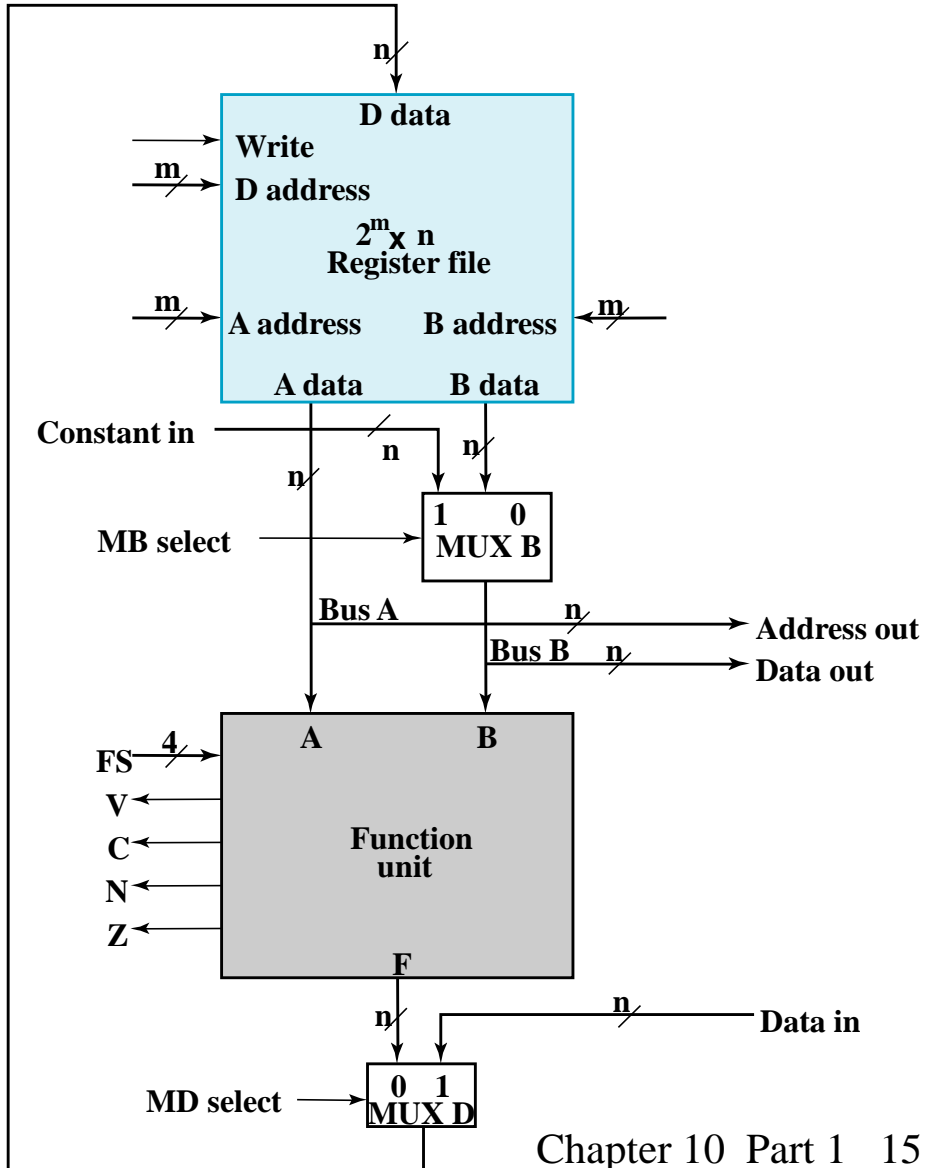 n
D data
Write
m
D address
2^m x n
Register file
m
m
A address
B address
A data
B data
Constant in
n
n
n
1 0
MUX B
MB select
Bus A
n
Address out
Bus B
n
Data out
A
B
4
FS
V
C
N
Z
Function
unit
F
n
n
Data in
0 1
MUX D
MD select
Chapter 10 Part 1 15